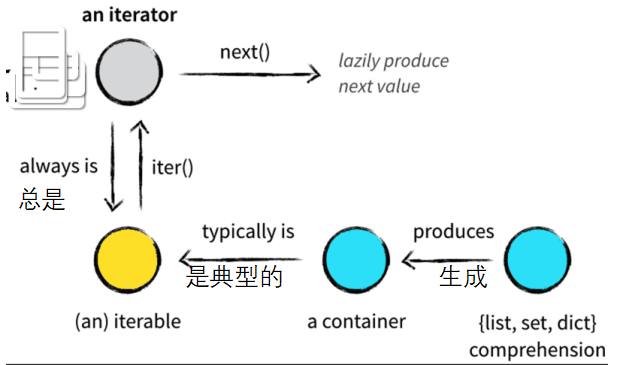 an iterator
next()
lazily produce
next value
always is
iter()
总是
typically is
produces
是典型的
生成
(an) iterable
a container
{list, set, dict}
comprehension